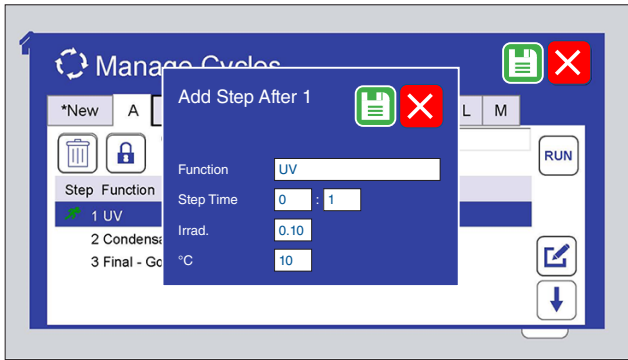 Manage Cycles
Add Step After 1
*New A L M
RUN
Function UV
Step Time 0 : 1
Irrad. 0.10
°C 10
Step Function
1 UV
2 Condensa
3 Final - Go